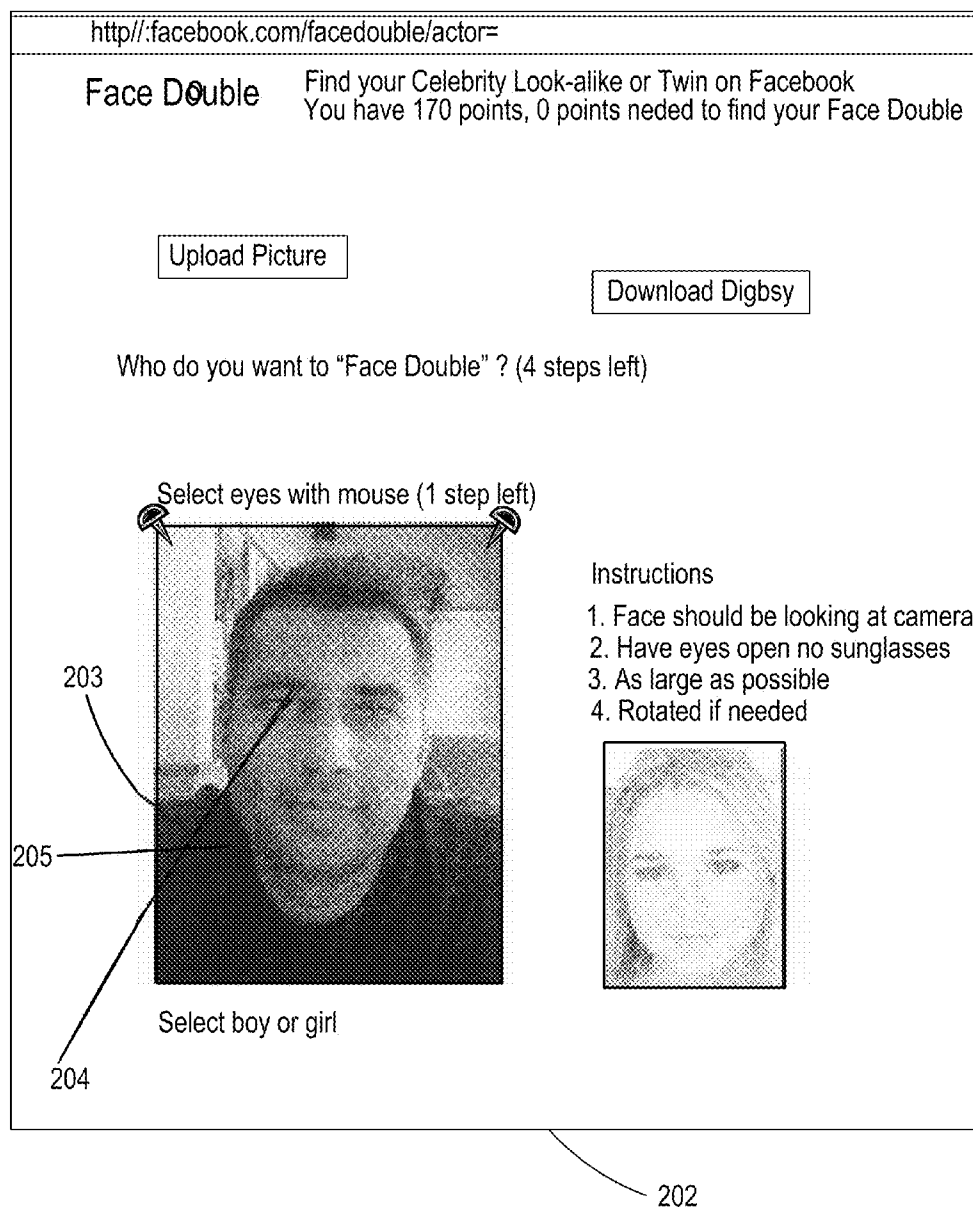 http//:facebook.com/facedouble/actor=
Face Double
Find your Celebrity Look-alike or Twin on Facebook
You have 170 points, 0 points neded to find your Face Double
Upload Picture
Download Digbsy
Who do you want to “Face Double” ? (4 steps left)
Select eyes with mouse (1 step left)
Instructions
1. Face should be looking at camera
2. Have eyes open no sunglasses
3. As large as possible
4. Rotated if needed
203
205
Select boy or girl
204
202